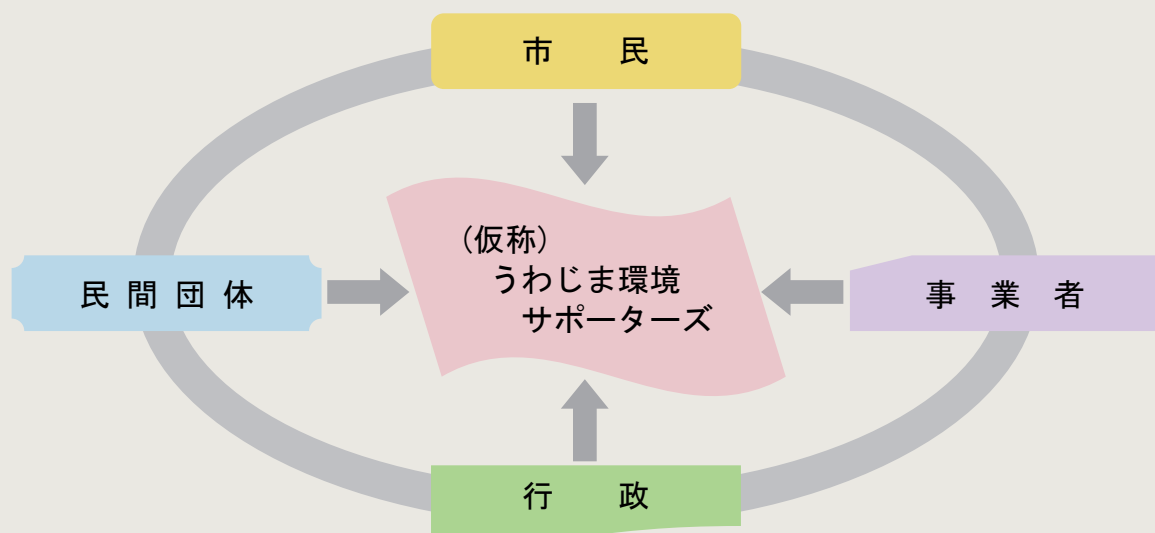 市　民
（仮称）
うわじま環境
サポーターズ
民間団体
事業者
行　政